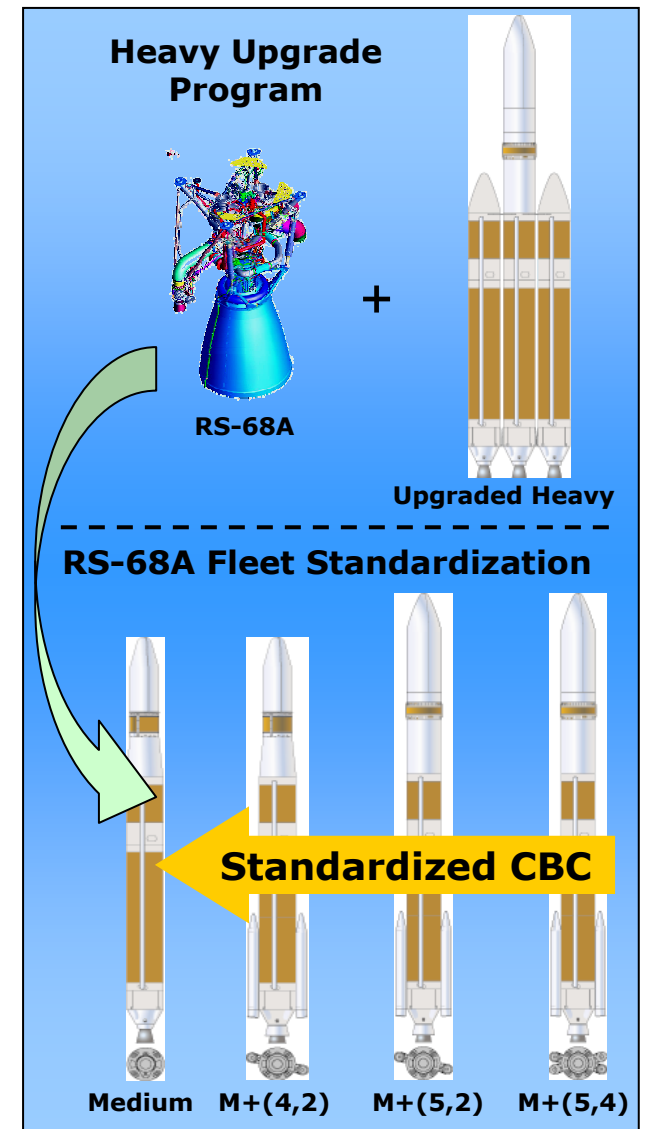 Heavy Upgrade
Program
+
RS-68A
Upgraded Heavy
RS-68A Fleet Standardization
Standardized CBC
Medium M+(4,2) M+(5,2) M+(5,4)